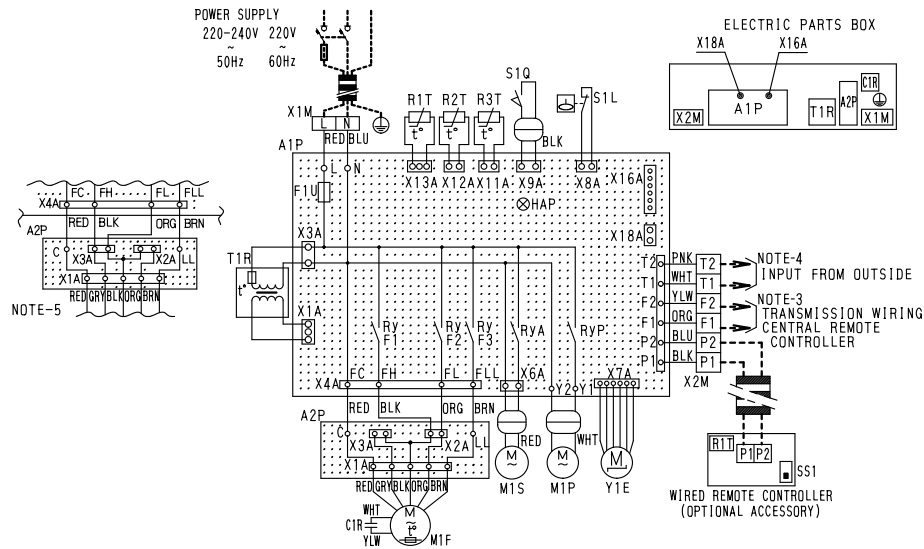 POWER SUPPLY
220-240V 220V
~ ~
50Hz 60Hz
X1M
L N
RED BLU
A1P
L N
F1U
X3A
T1R
t°
X1A
R1T R2T R3T
t° t° t°
X13A X12A X11A
S1Q
BLK
X9A
S1L
X8A
HAP
X16A
X18A
ELECTRIC PARTS BOX
X18A X16A
A1P
X2M
T1R
A2P
C1R
X1M
T2 PNK T2
T1 WHT T1
F2 YLW F2
F1 ORG F1
P2 BLU P2
P1 BLK P1
X2M
NOTE-4
INPUT FROM OUTSIDE
NOTE-3
TRANSMISSION WIRING
CENTRAL REMOTE
CONTROLLER
R1T
P1 P2
SS1
WIRED REMOTE CONTROLLER
(OPTIONAL ACCESSORY)
Ry
F1
Ry
F2
Ry
F3
RyA
RyP
FC FH FL FLL
X4A
X6A
Y2 Y1
X7A
RED BLK ORG BRN
RED
WHT
A2P
C
X3A X2A LL
X1A
RED GRY BLK ORG BRN
WHT
C1R
YLW
M
~
t°
M1F
M
~
M1S
M
~
M1P
M
Y1E
FC FH FL FLL
X4A
RED BLK ORG BRN
A2P
C
X3A X2A LL
X1A
RED GRY BLK ORG BRN
NOTE-5